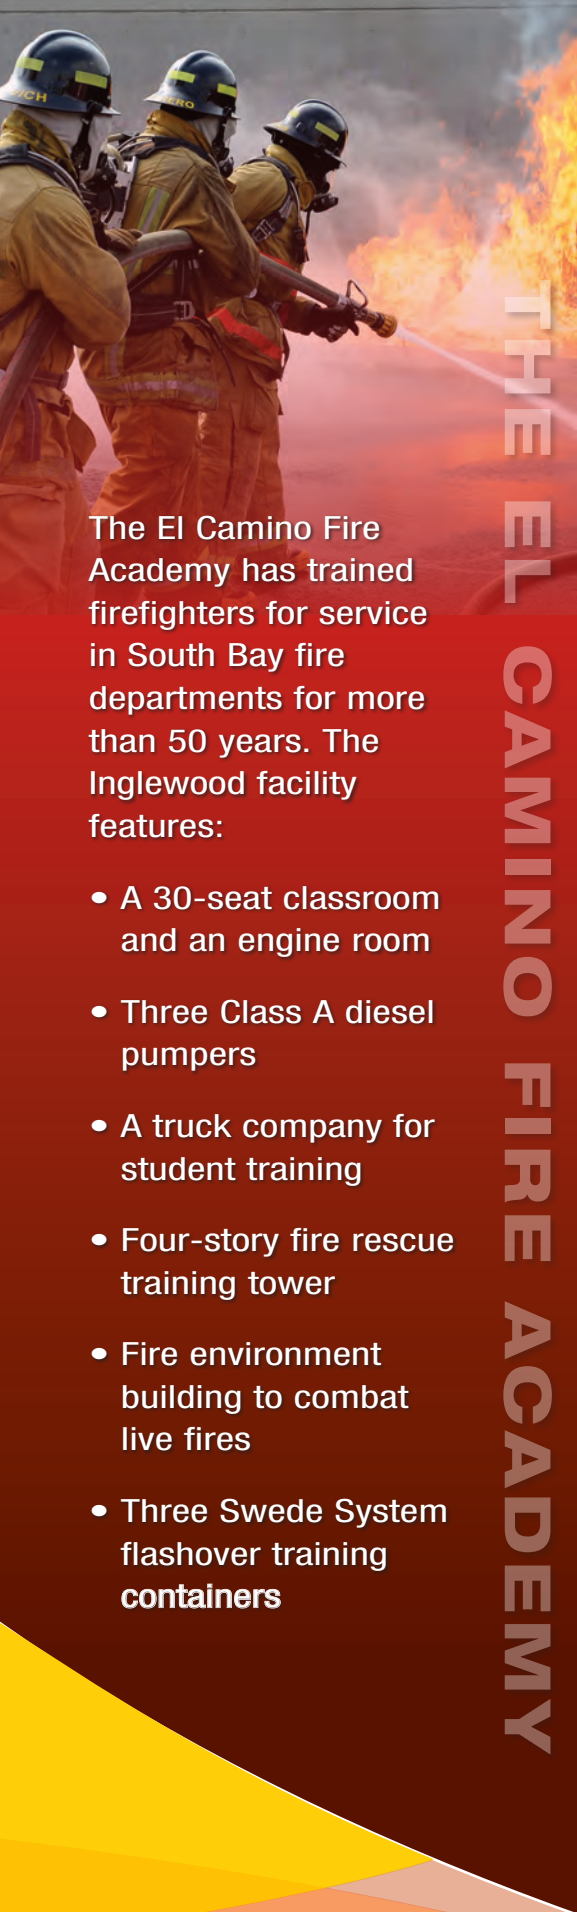 The El Camino Fire
Academy has trained
firefighters for service
in South Bay fire
departments for more
than 50 years. The
Inglewood facility
features:
• A 30-seat classroom
and an engine room
• Three Class A diesel
pumpers
• A truck company for
student training
• Four-story fire rescue
training tower
• Fire environment
building to combat
live fires
• Three Swede System
flashover training
containers
THE EL CAMINO FIRE ACADEMY